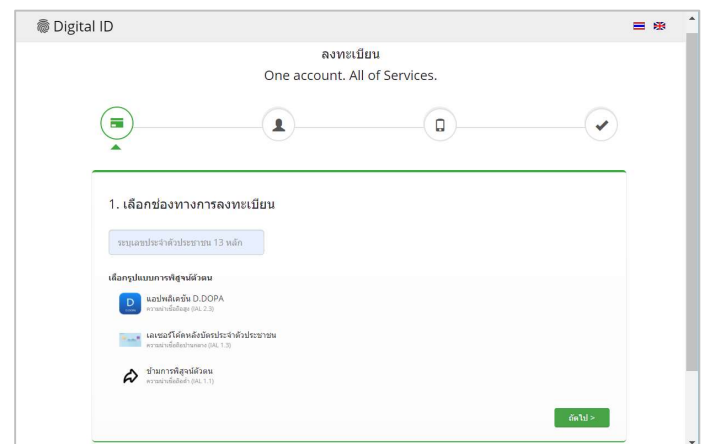 Digital ID
ลงทะเบียน
One account. All of Services.
1. เลือกช่องทางการลงทะเบียน
ระบุเลขประจำตัวประชาชน 13 หลัก
เลือกรูปแบบการพิสูจน์ตัวตน
D
แอปพลิเคชัน D.DOPA
ความน่าเชื่อถือสูง (IAL 2.3)
เลเซอร์โค้ดหลังบัตรประจำตัวประชาชน
ความน่าเชื่อถือปานกลาง (IAL 1.3)
ข้ามการพิสูจน์ตัวตน
ความน่าเชื่อถือต่ำ (IAL 1.1)
ถัดไป >